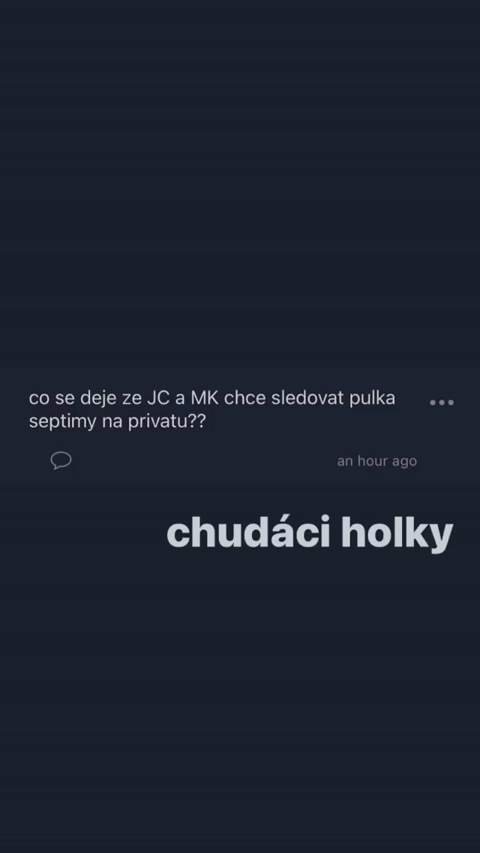 co se deje ze JC a MK chce sledovat pulka
septimy na privatu??
an hour ago
chudáci holky